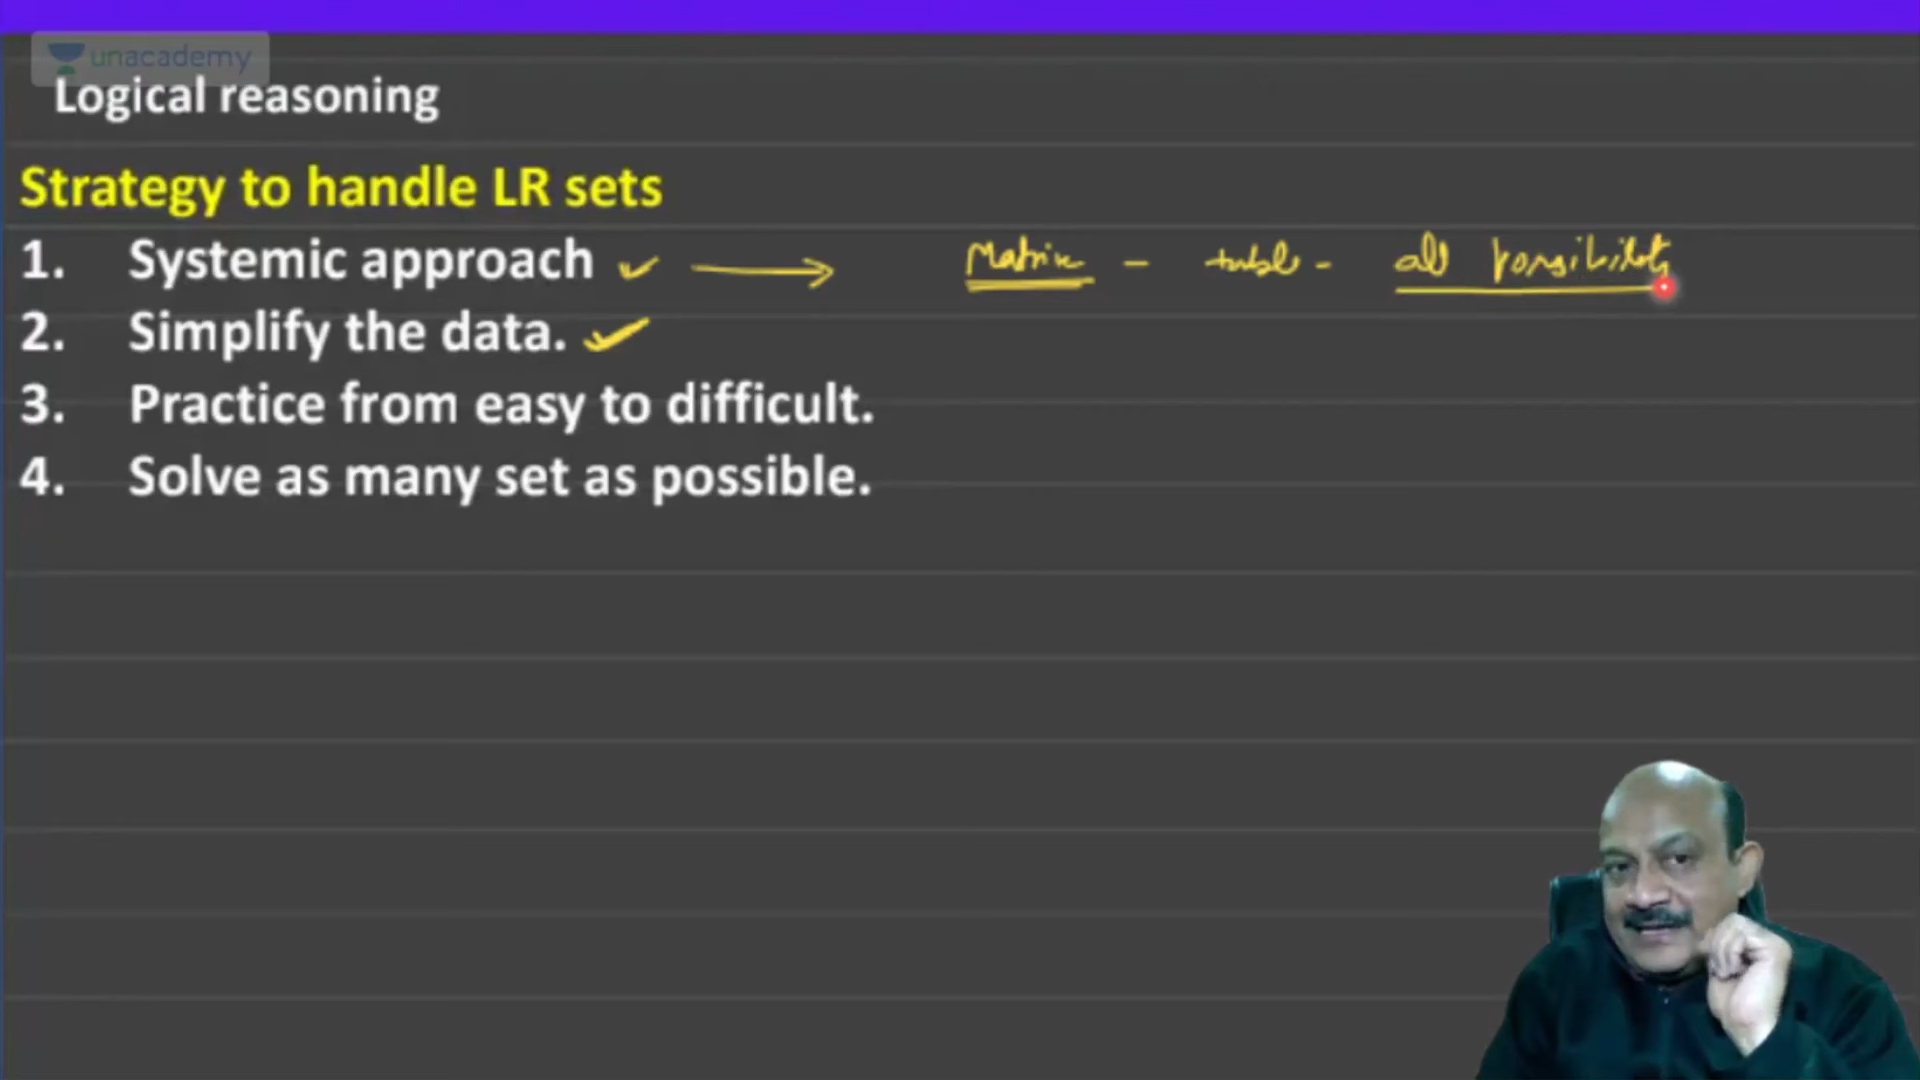 unacademy
Logical reasoning
Strategy to handle LR sets
1. Systemic approach ✓ → Matrix - table - all possibilits
2. Simplify the data. ✓
3. Practice from easy to difficult.
4. Solve as many set as possible.